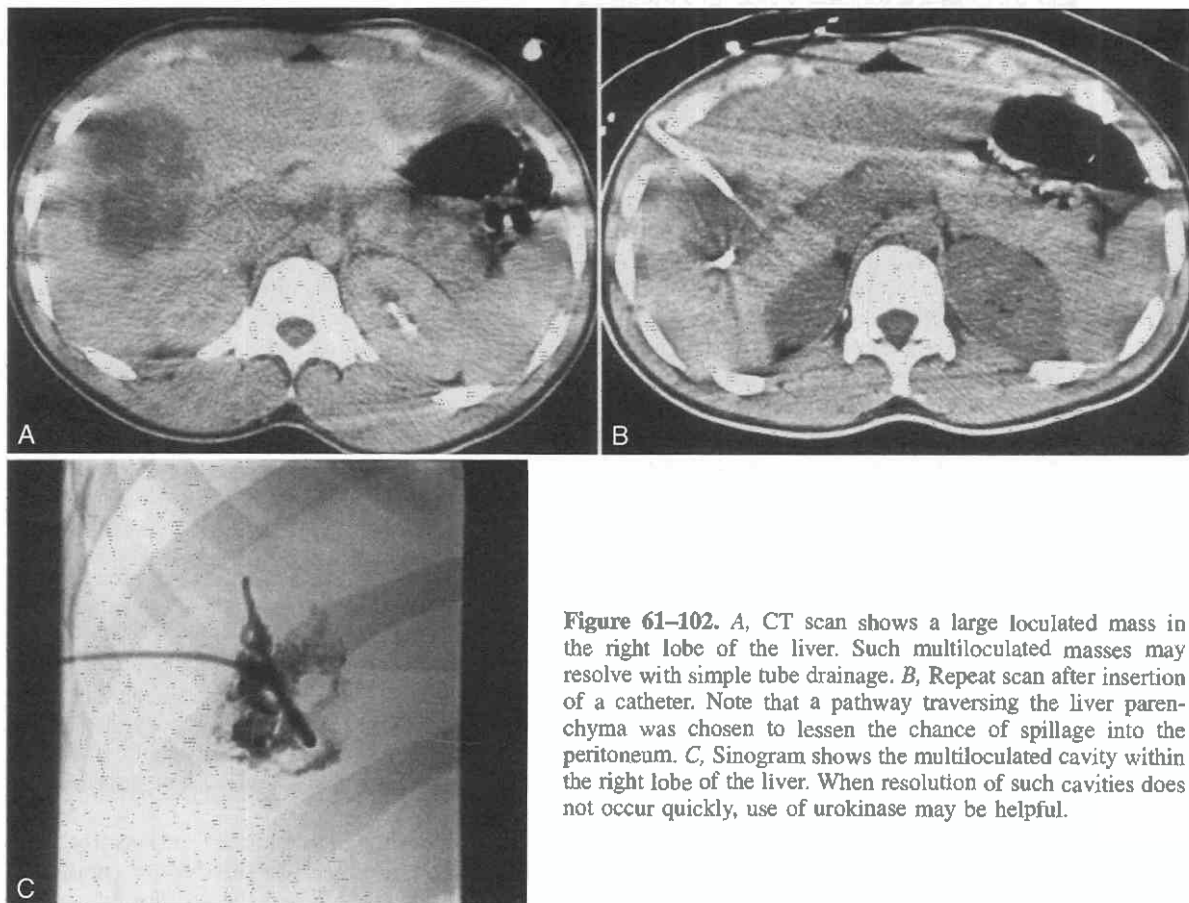 A
B
C
Figure 61–102. A, CT scan shows a large loculated mass in
the right lobe of the liver. Such multiloculated masses may
resolve with simple tube drainage. B, Repeat scan after insertion
of a catheter. Note that a pathway traversing the liver paren-
chyma was chosen to lessen the chance of spillage into the
peritoneum. C, Sinogram shows the multiloculated cavity within
the right lobe of the liver. When resolution of such cavities does
not occur quickly, use of urokinase may be helpful.